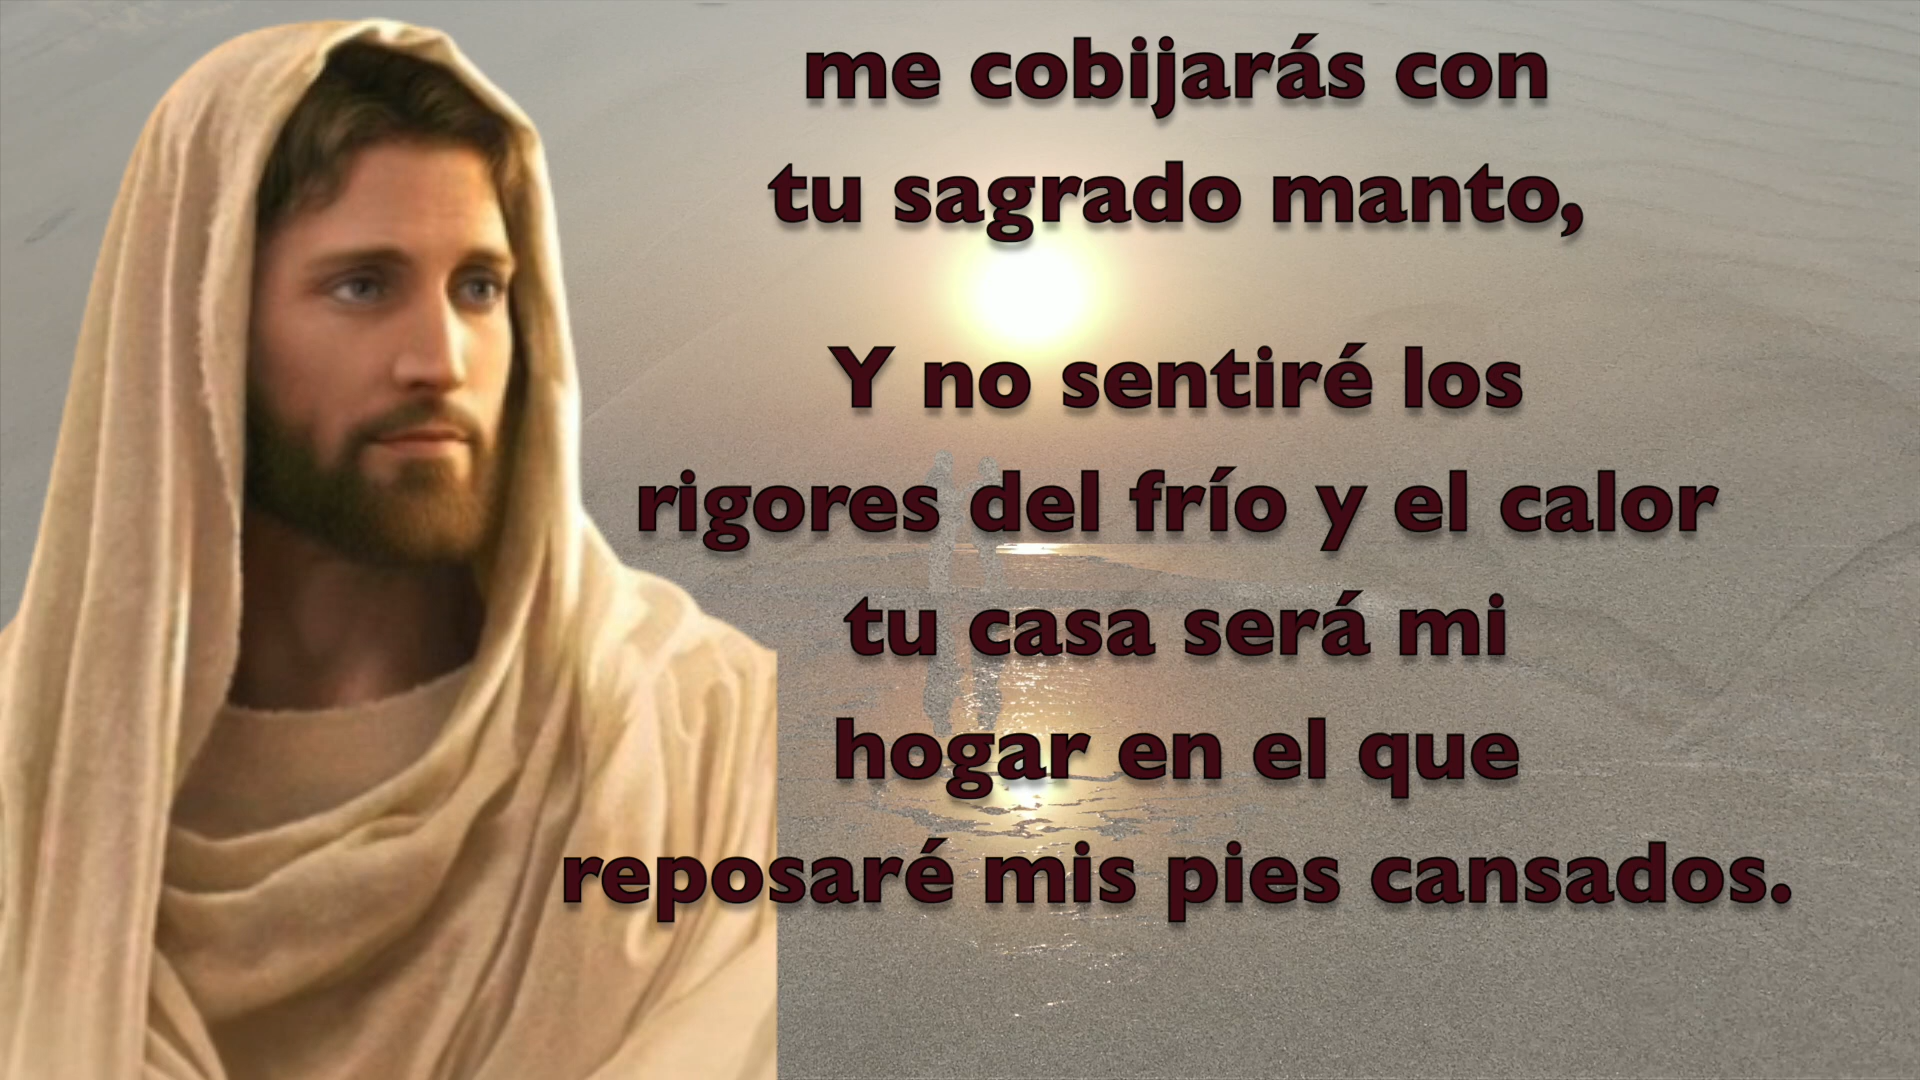 me cobijarás con
tu sagrado manto,
Y no sentiré los
rigores del frío y el calor
tu casa será mi
hogar en el que
reposaré mis pies cansados.